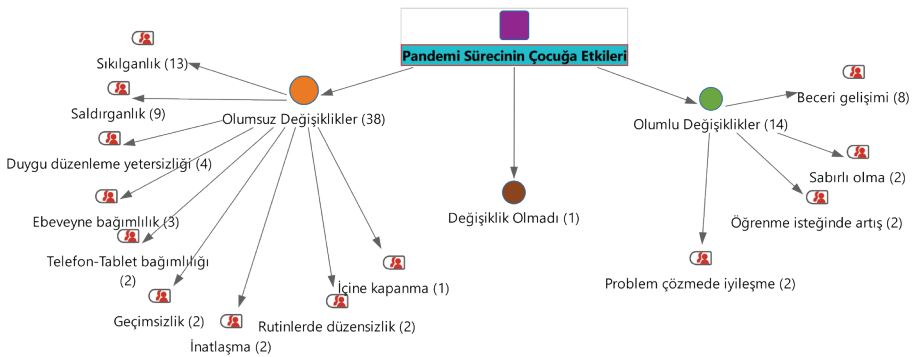 Pandemi Sürecinin Çocuğa Etkileri
Olumsuz Değişiklikler (38)
Sıkılganlık (13)
Saldırganlık (9)
Duygu düzenleme yetersizliği (4)
Ebeveyne bağımlılık (3)
Telefon-Tablet bağımlılığı
(2)
Geçimsizlik (2)
İnatlaşma (2)
Rutinlerde düzensizlik (2)
İçine kapanma (1)
Değişiklik Olmadı (1)
Olumlu Değişiklikler (14)
Beceri gelişimi (8)
Sabırlı olma (2)
Öğrenme isteğinde artış (2)
Problem çözmede iyileşme (2)